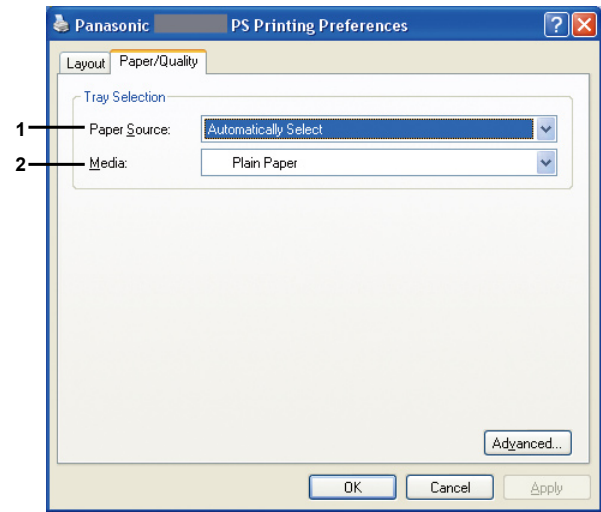 Panasonic PS Printing Preferences
Layout Paper/Quality
Tray Selection
1 Paper Source: Automatically Select
2 Media: Plain Paper
Advanced...
OK Cancel Apply